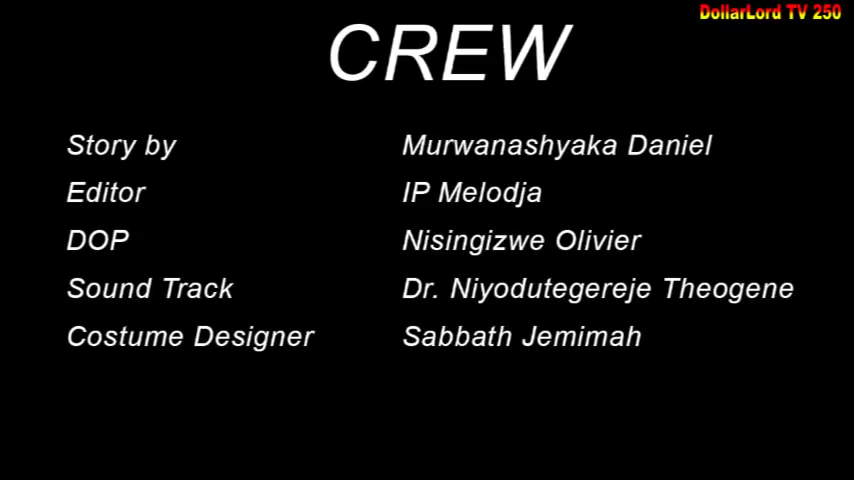 DollarLord TV 250
CREW
Story by Murwanashyaka Daniel
Editor IP Melodja
DOP Nisingizwe Olivier
Sound Track Dr. Niyodutegereje Theogene
Costume Designer Sabbath Jemimah